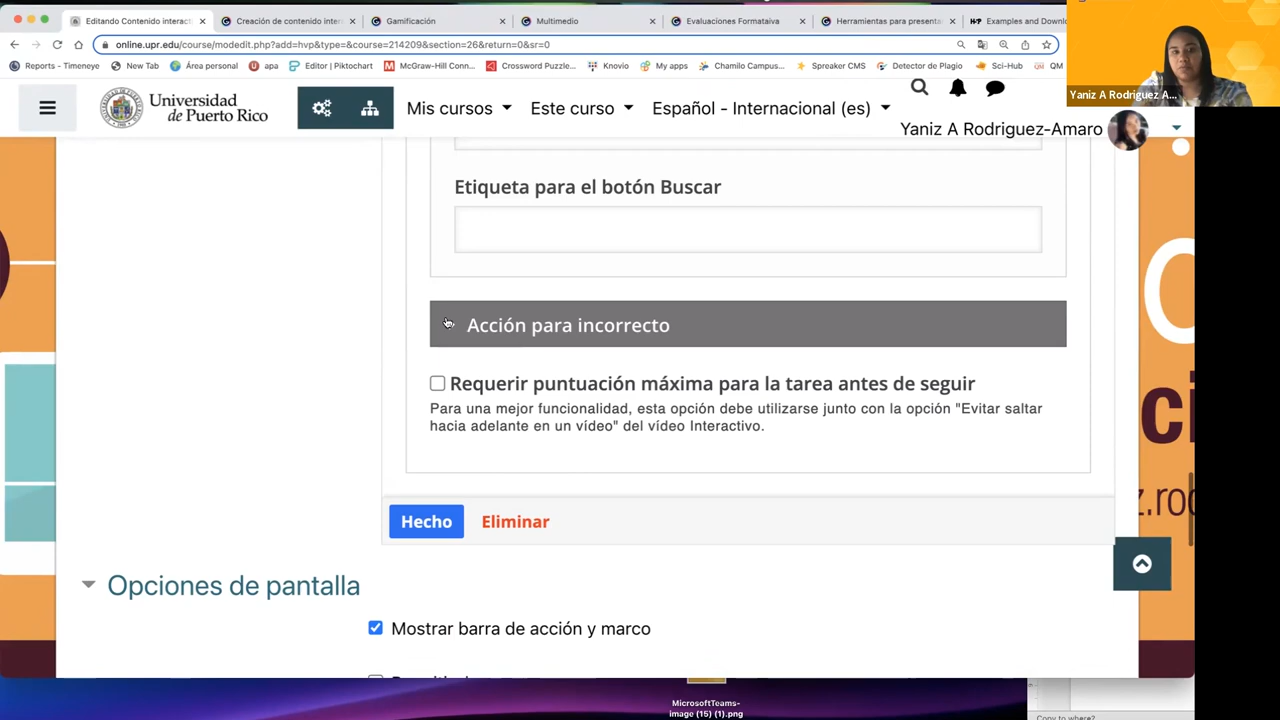 Editando Contenido interact
Creación de contenido inter
Gamificación
Multimedio
Evaluaciones Formataiva
Herramientas para presenta
Examples and Downl
online.upr.edu/course/modedit.php?add=hvp&type=&course=214209&section=26&return=0&sr=0
Reports - Timeneye
New Tab
Área personal
apa
Editor | Piktochart
McGraw-Hill Conn...
Crossword Puzzle...
Knovio
My apps
Chamilo Campus...
Spreaker CMS
Detector de Plagio
Sci-Hub
QM
Yaniz A Rodriguez A...
Universidad
de Puerto Rico
Mis cursos
Este curso
Español - Internacional (es)
Yaniz A Rodriguez-Amaro
Etiqueta para el botón Buscar
Acción para incorrecto
Requerir puntuación máxima para la tarea antes de seguir
Para una mejor funcionalidad, esta opción debe utilizarse junto con la opción "Evitar saltar
hacia adelante en un vídeo" del vídeo Interactivo.
Hecho
Eliminar
Opciones de pantalla
Mostrar barra de acción y marco
MicrosoftTeams-
image (15) (1).png
Copy to where?